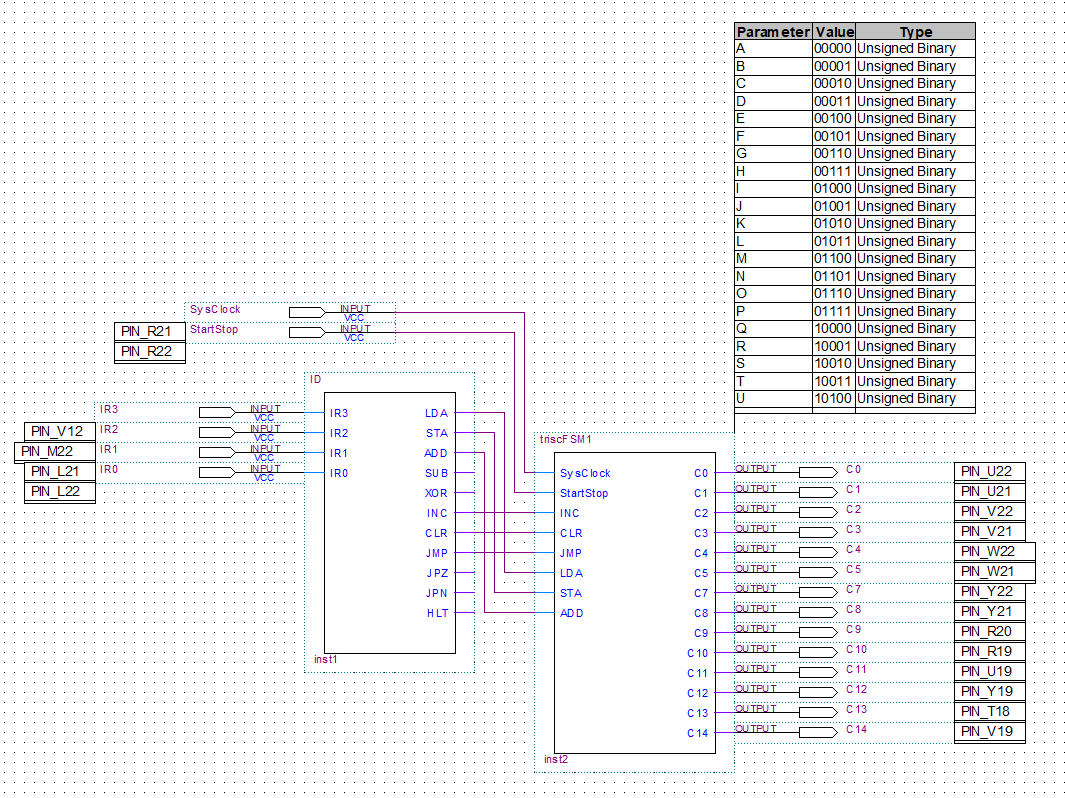 Parameter Value Type
A 00000 Unsigned Binary
B 00001 Unsigned Binary
C 00010 Unsigned Binary
D 00011 Unsigned Binary
E 00100 Unsigned Binary
F 00101 Unsigned Binary
G 00110 Unsigned Binary
H 00111 Unsigned Binary
I 01000 Unsigned Binary
J 01001 Unsigned Binary
K 01010 Unsigned Binary
L 01011 Unsigned Binary
M 01100 Unsigned Binary
N 01101 Unsigned Binary
O 01110 Unsigned Binary
P 01111 Unsigned Binary
Q 10000 Unsigned Binary
R 10001 Unsigned Binary
S 10010 Unsigned Binary
T 10011 Unsigned Binary
U 10100 Unsigned Binary
SysClock INPUT
VCC
PIN_R21 StartStop INPUT
VCC
PIN_R22
IR3 INPUT
VCC
PIN_V12 IR2 INPUT
VCC
PIN_M22 IR1 INPUT
VCC
PIN_L21 IR0 INPUT
VCC
PIN_L22
ID
IR3 LDA
IR2 STA
IR1 ADD
IR0 SUB
XOR
INC
CLR
JMP
JPZ
JPN
HLT
inst1
triscFSM1
SysClock C0
StartStop C1
INC C2
CLR C3
JMP C4
LDA C5
STA C7
ADD C8
C9
C10
C11
C12
C13
C14
inst2
OUTPUT C0 PIN_U22
OUTPUT C1 PIN_U21
OUTPUT C2 PIN_V22
OUTPUT C3 PIN_V21
OUTPUT C4 PIN_W22
OUTPUT C5 PIN_W21
OUTPUT C7 PIN_Y22
OUTPUT C8 PIN_Y21
OUTPUT C9 PIN_R20
OUTPUT C10 PIN_R19
OUTPUT C11 PIN_U19
OUTPUT C12 PIN_Y19
OUTPUT C13 PIN_T18
OUTPUT C14 PIN_V19